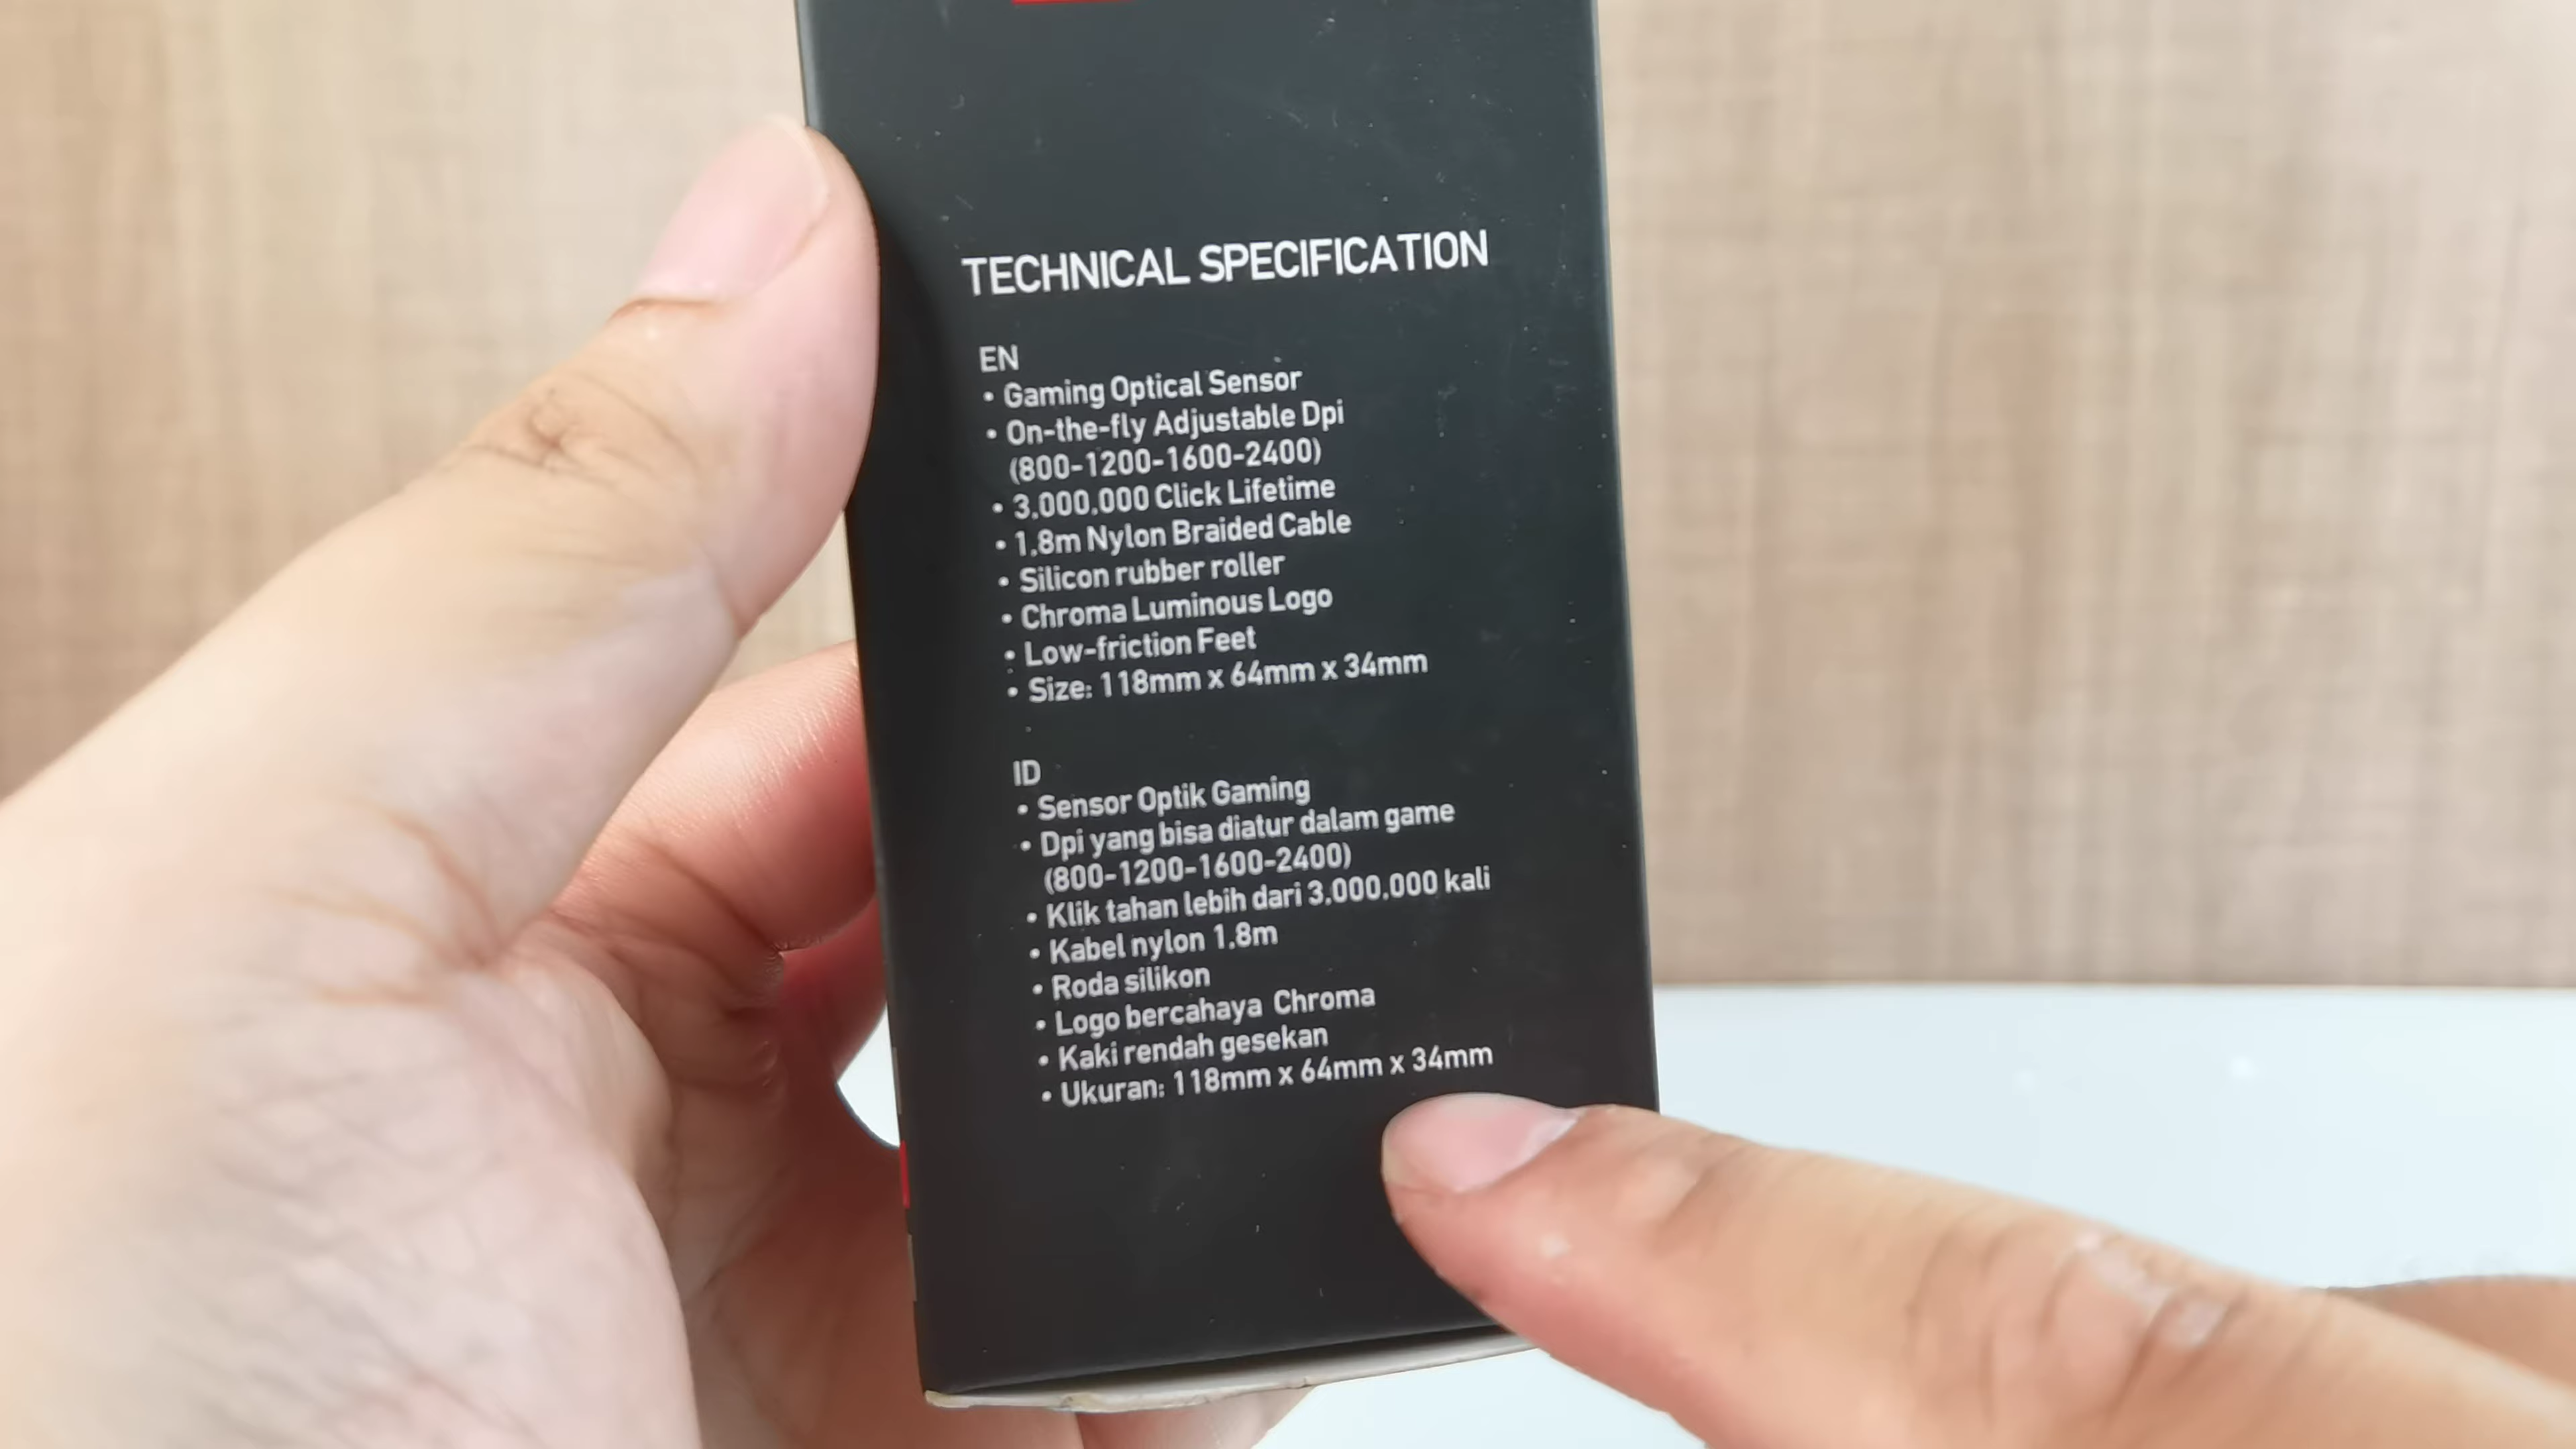 TECHNICAL SPECIFICATION
EN
• Gaming Optical Sensor
• On-the-fly Adjustable Dpi
(800-1200-1600-2400)
• 3.000.000 Click Lifetime
• 1.8m Nylon Braided Cable
• Silicon rubber roller
• Chroma Luminous Logo
• Low-friction Feet
• Size: 118mm x 64mm x 34mm
ID
• Sensor Optik Gaming
• Dpi yang bisa diatur dalam game
(800-1200-1600-2400)
• Klik tahan lebih dari 3.000.000 kali
• Kabel nylon 1.8m
• Roda silikon
• Logo bercahaya Chroma
• Kaki rendah gesekan
• Ukuran: 118mm x 64mm x 34mm